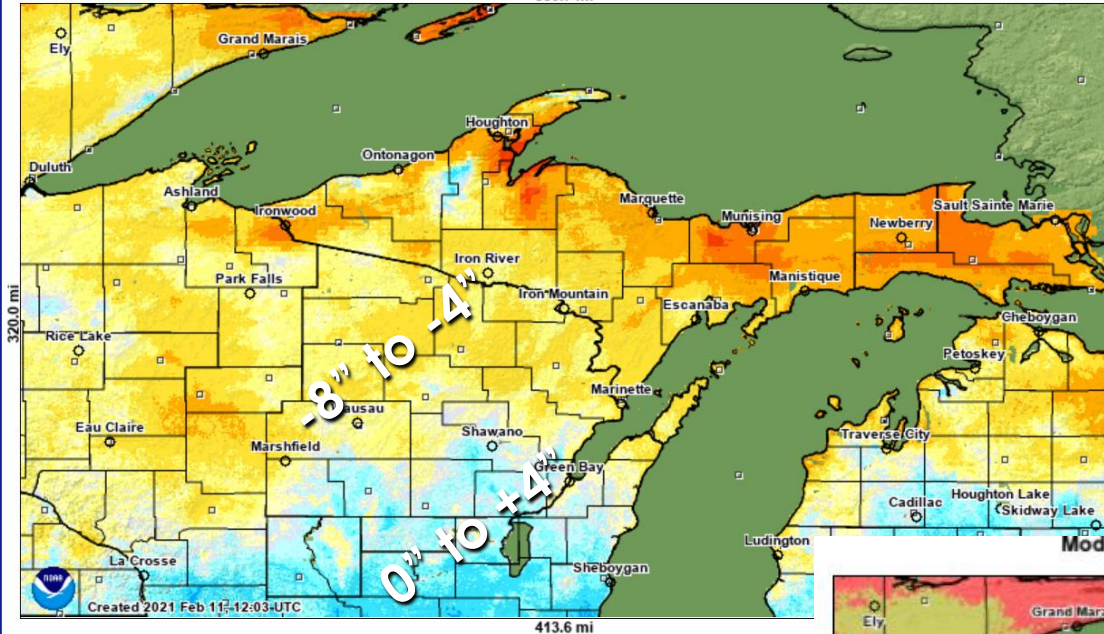 Ely
Grand Marais
Houghton
Duluth
Ontonagon
Ashland
Ironwood
Marquette
Munising
Sault Sainte Marie
Newberry
Iron River
Park Falls
Manistique
Iron Mountain
Escanaba
Cheboygan
320.0 mi
Rice Lake
Petoskey
-8” to -4”
Marinette
ausau
Eau Claire
Shawano
Traverse City
Marshfield
Green Bay
Cadillac
Houghton Lake
Skidway Lake
0” to +4”
Ludington
La Crosse
Sheboygan
NOAA
Created 2021 Feb 11, 12:03 UTC
413.6 mi
Mod
Ely
Grand Mara